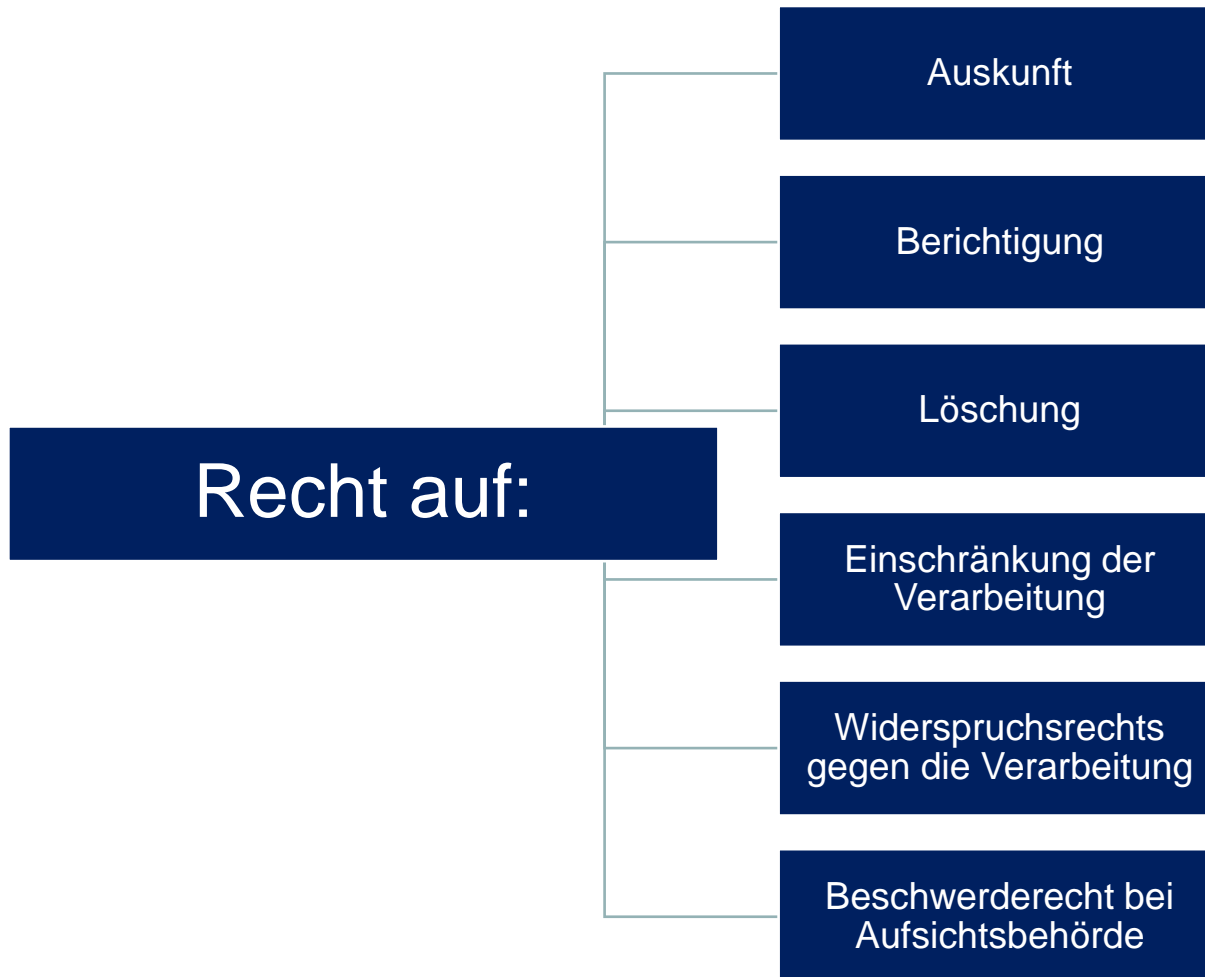 Recht auf:
Auskunft
Berichtigung
Löschung
Einschränkung der
Verarbeitung
Widerspruchsrechts
gegen die Verarbeitung
Beschwerderecht bei
Aufsichtsbehörde